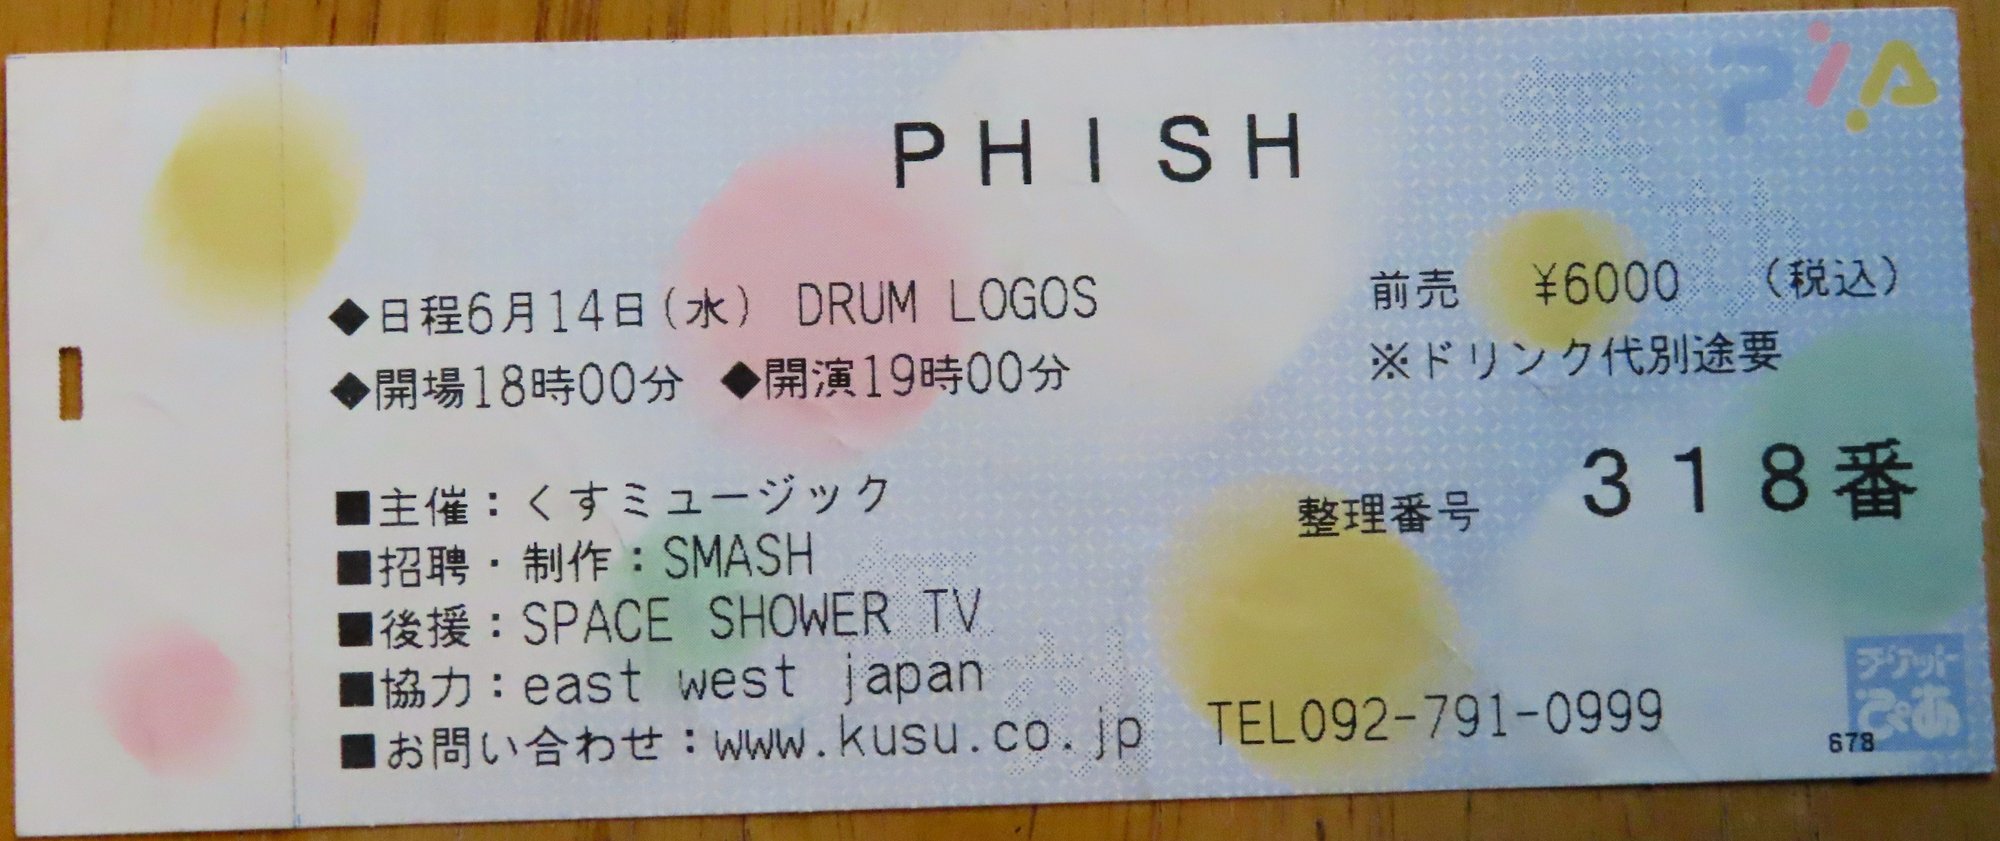 PIA
PHISH
◆日程6月14日(水) DRUM LOGOS
前売 ¥6000 (税込)
◆開場18時00分 ◆開演19時00分
※ドリンク代別途要
整理番号 318番
■主催:くすミュージック
■招聘・制作:SMASH
■後援:SPACE SHOWER TV
■協力:east west japan
■お問い合わせ:www.kusu.co.jp TEL092-791-0999
チケット
ぴあ
678
無
効
無
効